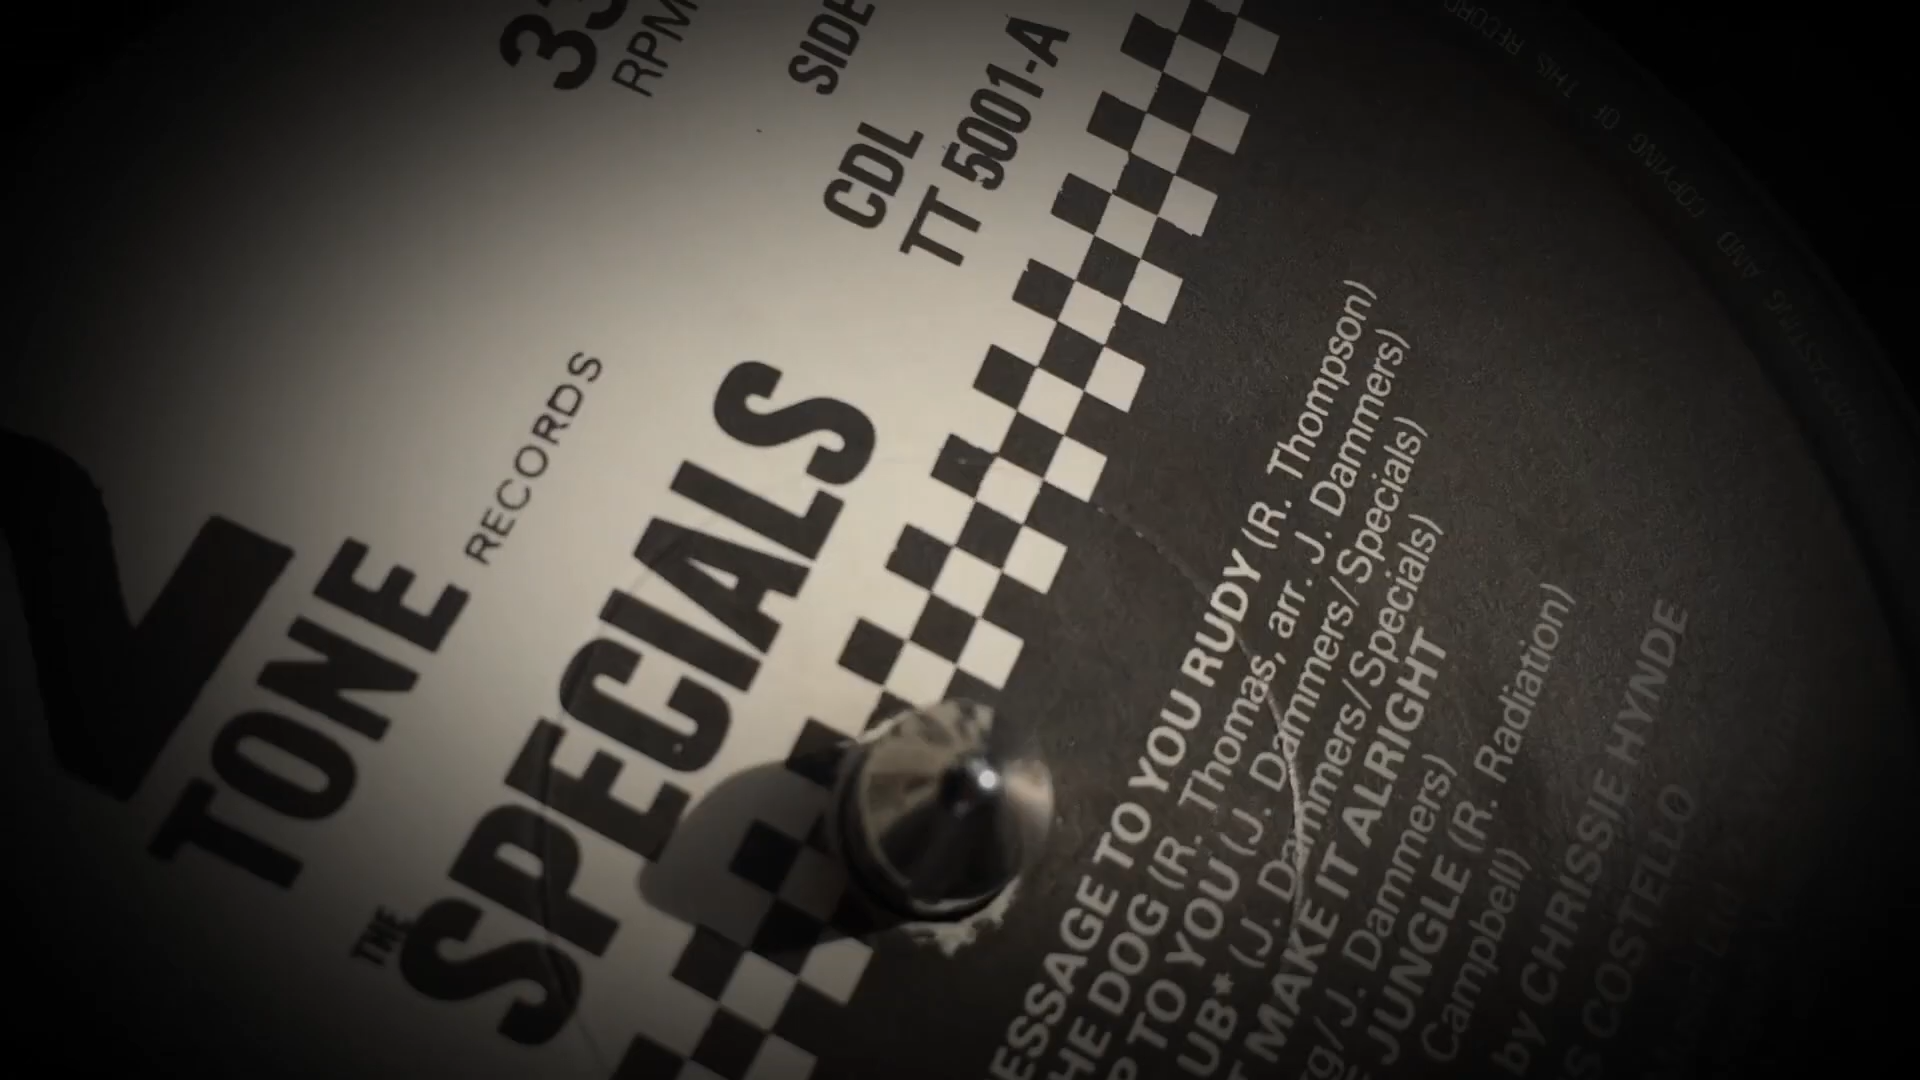 33
RPM
SIDE
CDL
TT 5001-A
2
TONE
RECORDS
THE
SPECIALS
ESSAGE TO YOU RUDY (R. Thompson)
HE DOG (R. Thomas, arr. J. Dammers)
P TO YOU (J. Dammers/Specials)
UB* (J. Dammers/Specials)
T MAKE IT ALRIGHT
rg/J. Dammers)
JUNGLE (R. Radiation)
Campbell)
by CHRISSIE HYNDE
S COSTELLO
COPYING OF THIS RECORD
AND